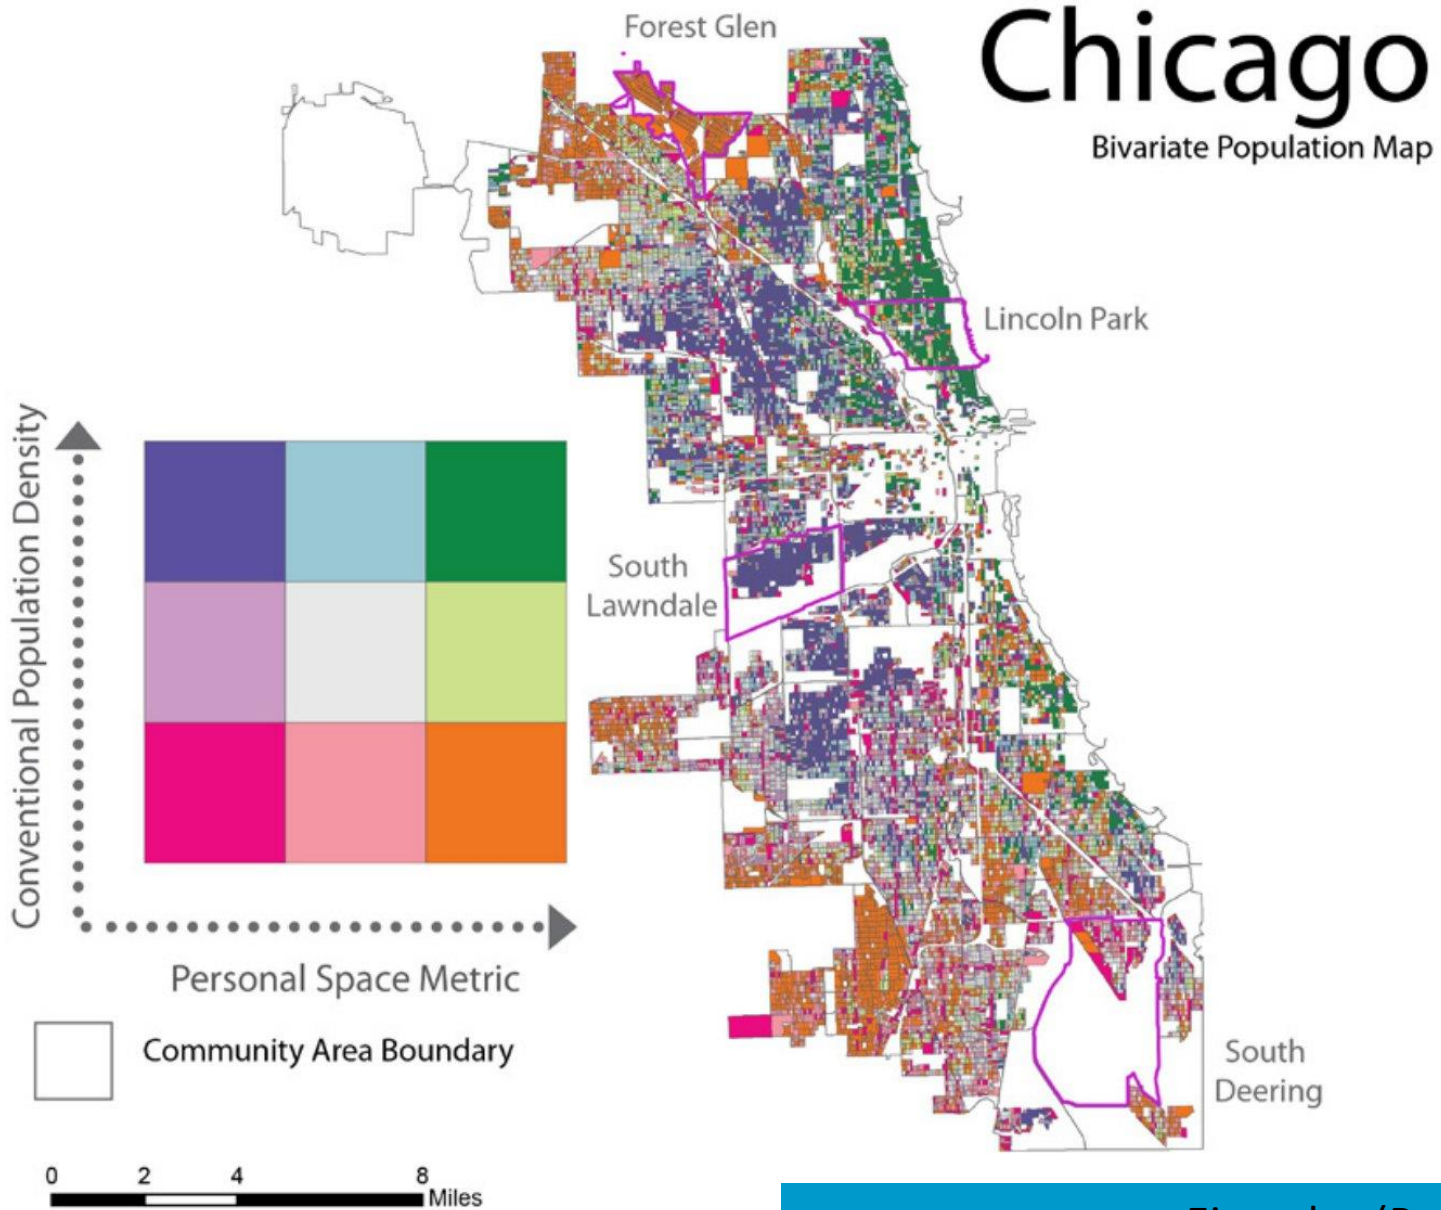 Forest Glen
Chicago
Bivariate Population Map
Lincoln Park
Conventional Population Density
South
Lawndale
Personal Space Metric
Community Area Boundary
South
Deering
0 2 4 8
Miles